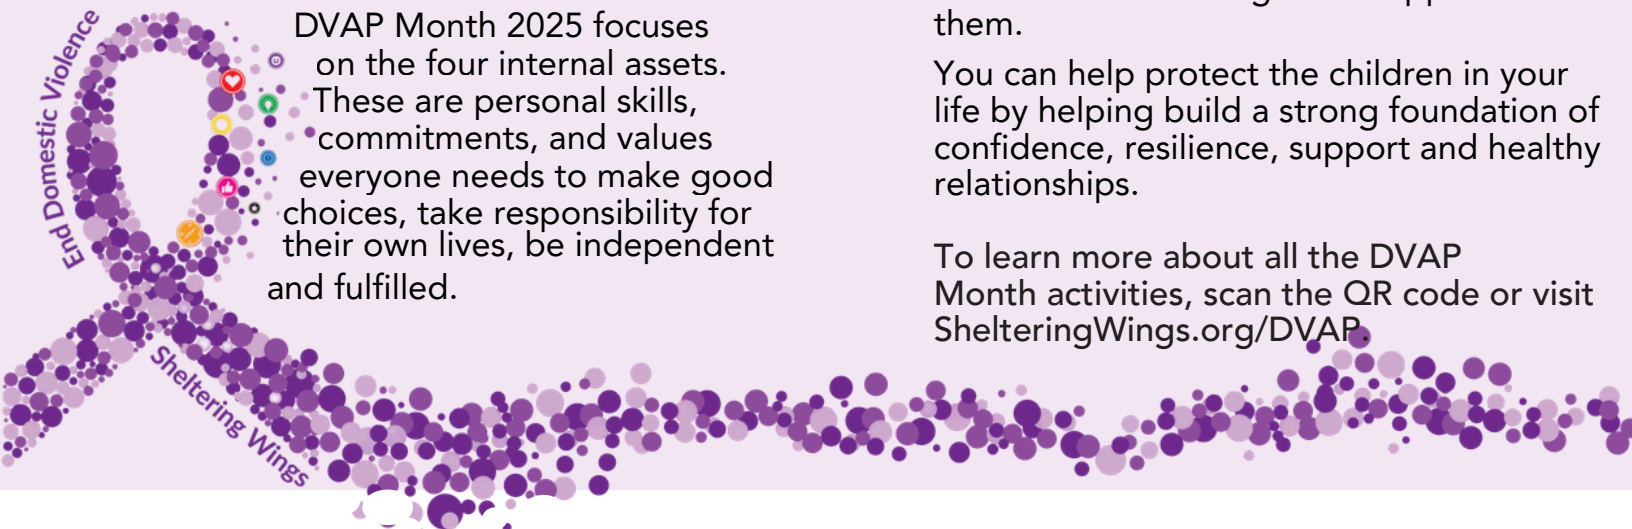 End Domestic Violence
DVAP Month 2025 focuses
on the four internal assets.
These are personal skills,
commitments, and values
everyone needs to make good
choices, take responsibility for
their own lives, be independent
and fulfilled.
Sheltering Wings
them.
You can help protect the children in your
life by helping build a strong foundation of
confidence, resilience, support and healthy
relationships.
To learn more about all the DVAP
Month activities, scan the QR code or visit
ShelteringWings.org/DVAP.